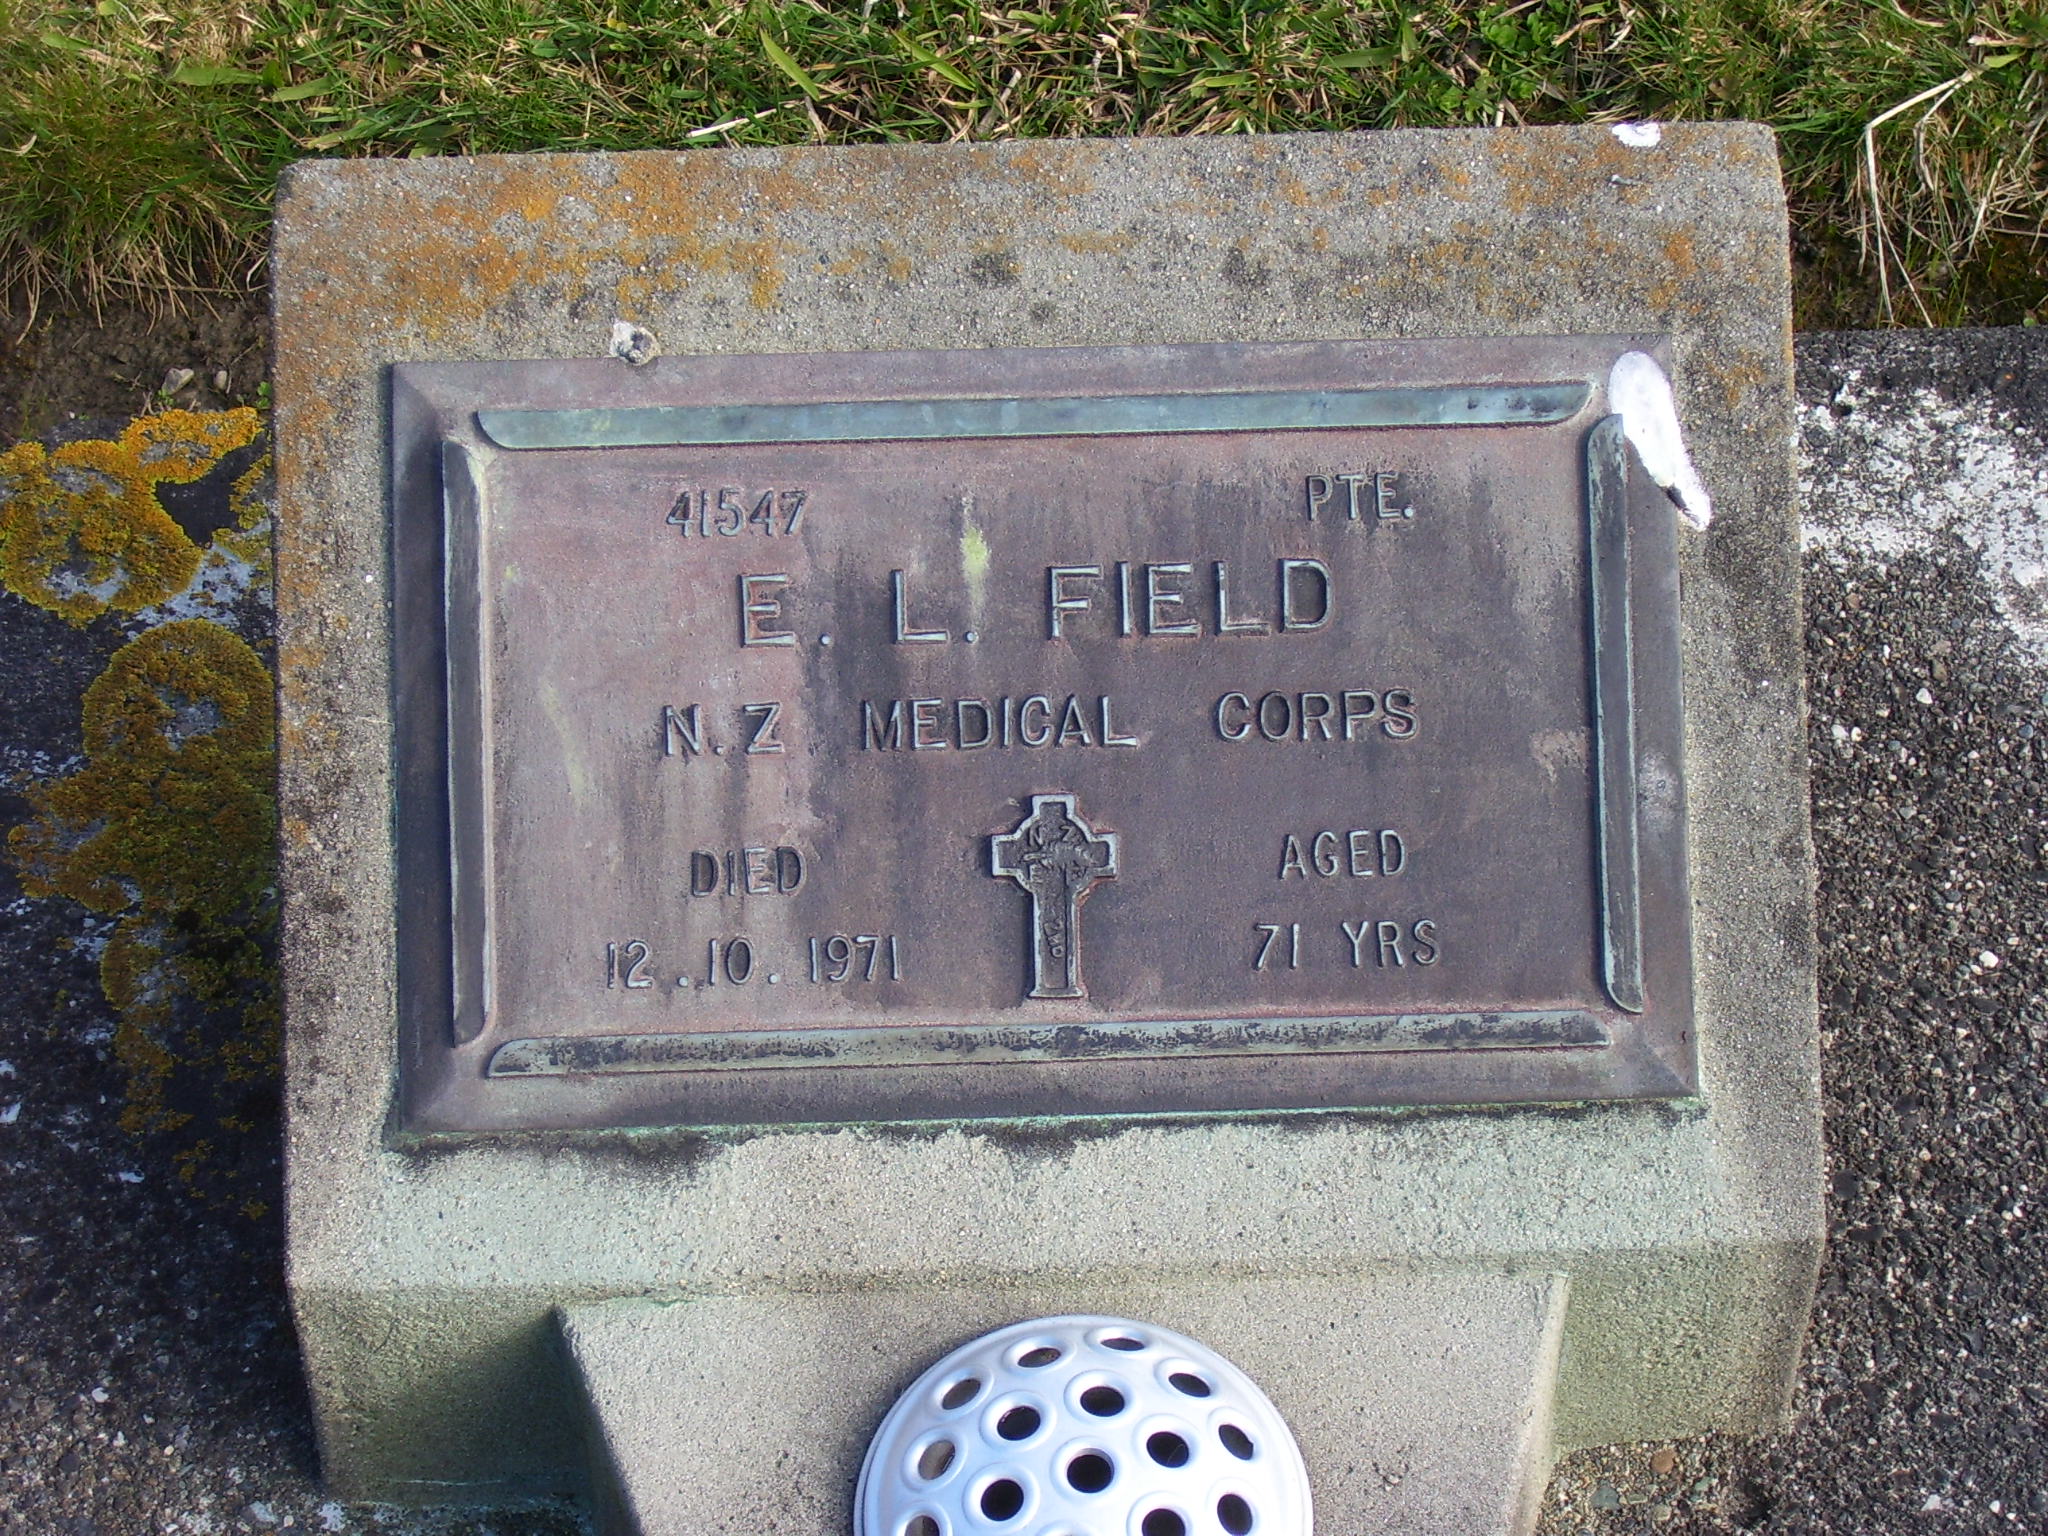 41547 PTE.
E. L. FIELD
N.Z MEDICAL CORPS
N Z
DIED AGED
12.10.1971 71 YRS